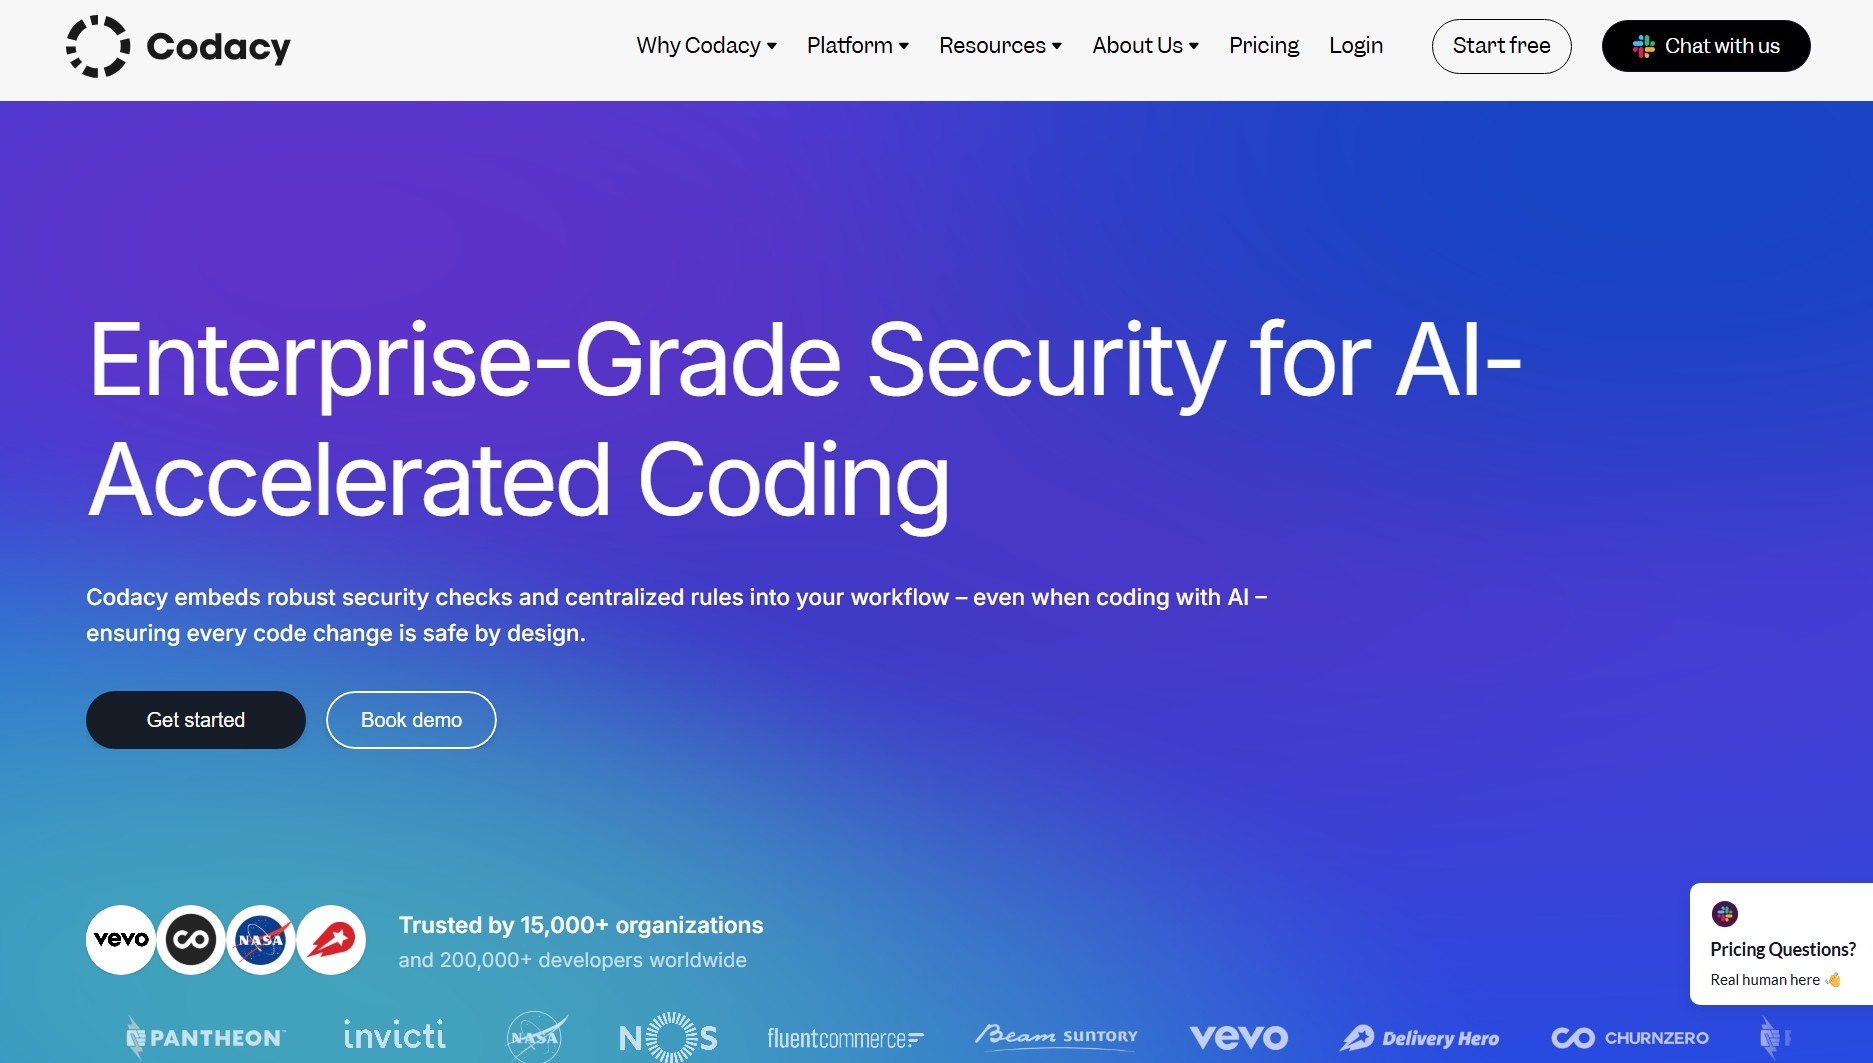 Codacy
Why Codacy Platform Resources About Us Pricing Login Start free Chat with us
Enterprise-Grade Security for AI-
Accelerated Coding
Codacy embeds robust security checks and centralized rules into your workflow – even when coding with AI –
ensuring every code change is safe by design.
Get started Book demo
vevo NASA
Trusted by 15,000+ organizations
and 200,000+ developers worldwide
Pricing Questions?
Real human here 👋
PANTHEON invicti NASA NOS fluentcommerce Beam SUNTORY vevo Delivery Hero CHURNZERO